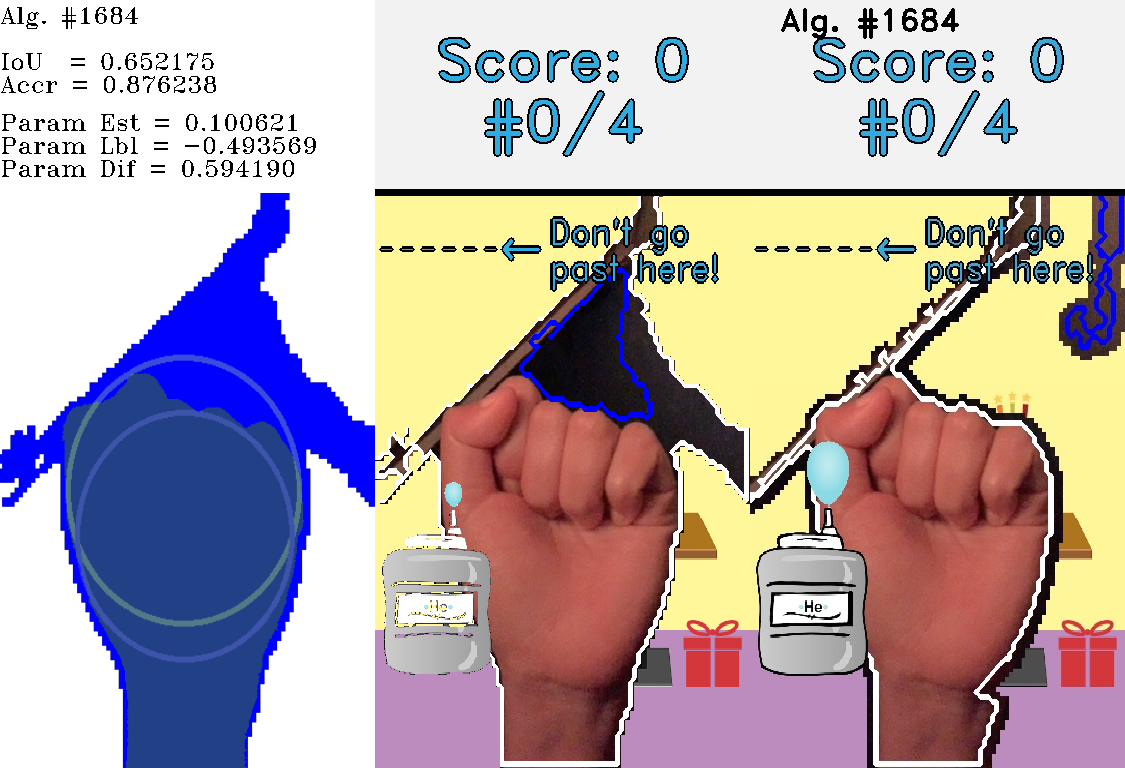 Alg. #1684
IoU = 0.652175
Accr = 0.876238
Param Est = 0.100621
Param Lbl = −0.493569
Param Dif = 0.594190
Score: 0
#0/4
Don't go
past here!
He
Alg. #1684
Score: 0
#0/4
Don't go
past here!
He